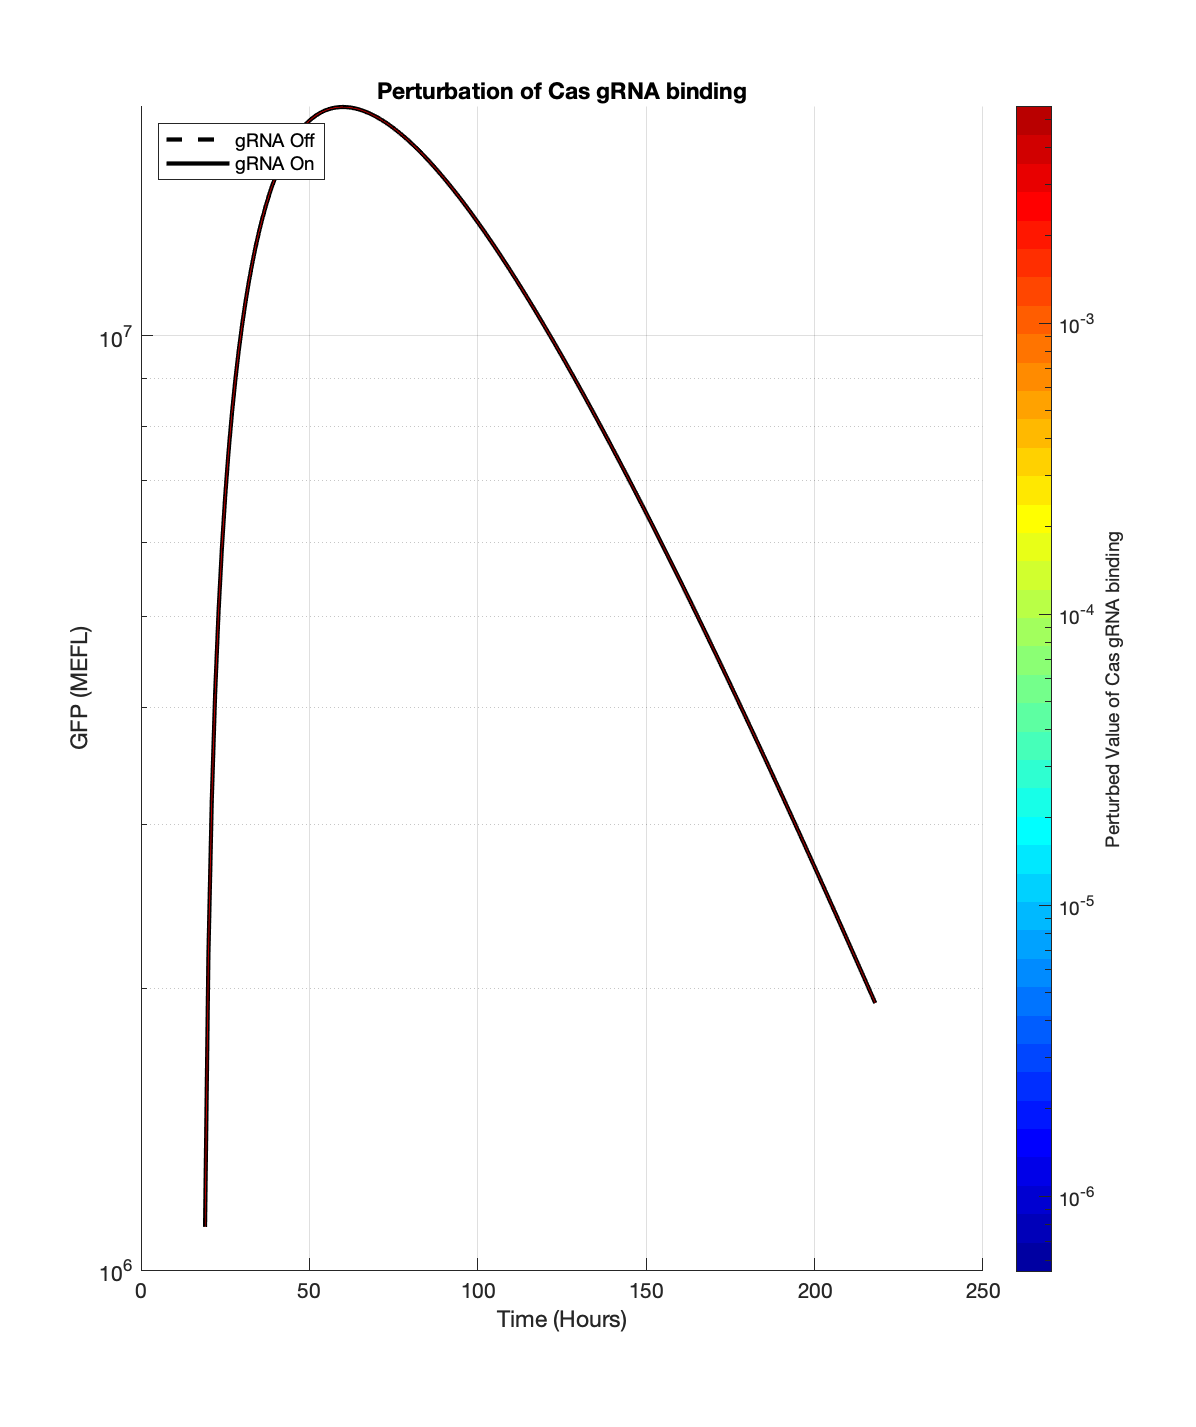 Perturbation of Cas gRNA binding
gRNA Off
gRNA On
10^7
10^6
GFP (MEFL)
0 50 100 150 200 250
Time (Hours)
10^-3
10^-4
10^-5
10^-6
Perturbed Value of Cas gRNA binding